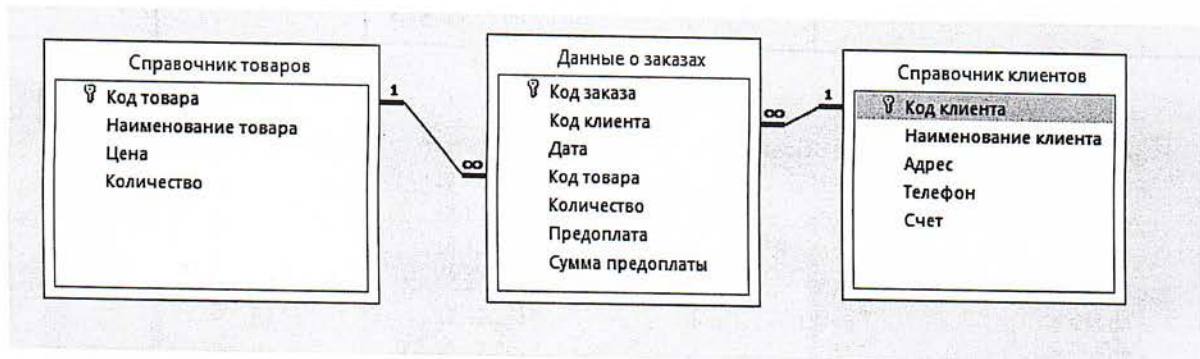 Справочник товаров
Код товара
Наименование товара
Цена
Количество
1
∞
Данные о заказах
Код заказа
Код клиента
Дата
Код товара
Количество
Предоплата
Сумма предоплаты
∞
1
Справочник клиентов
Код клиента
Наименование клиента
Адрес
Телефон
Счет